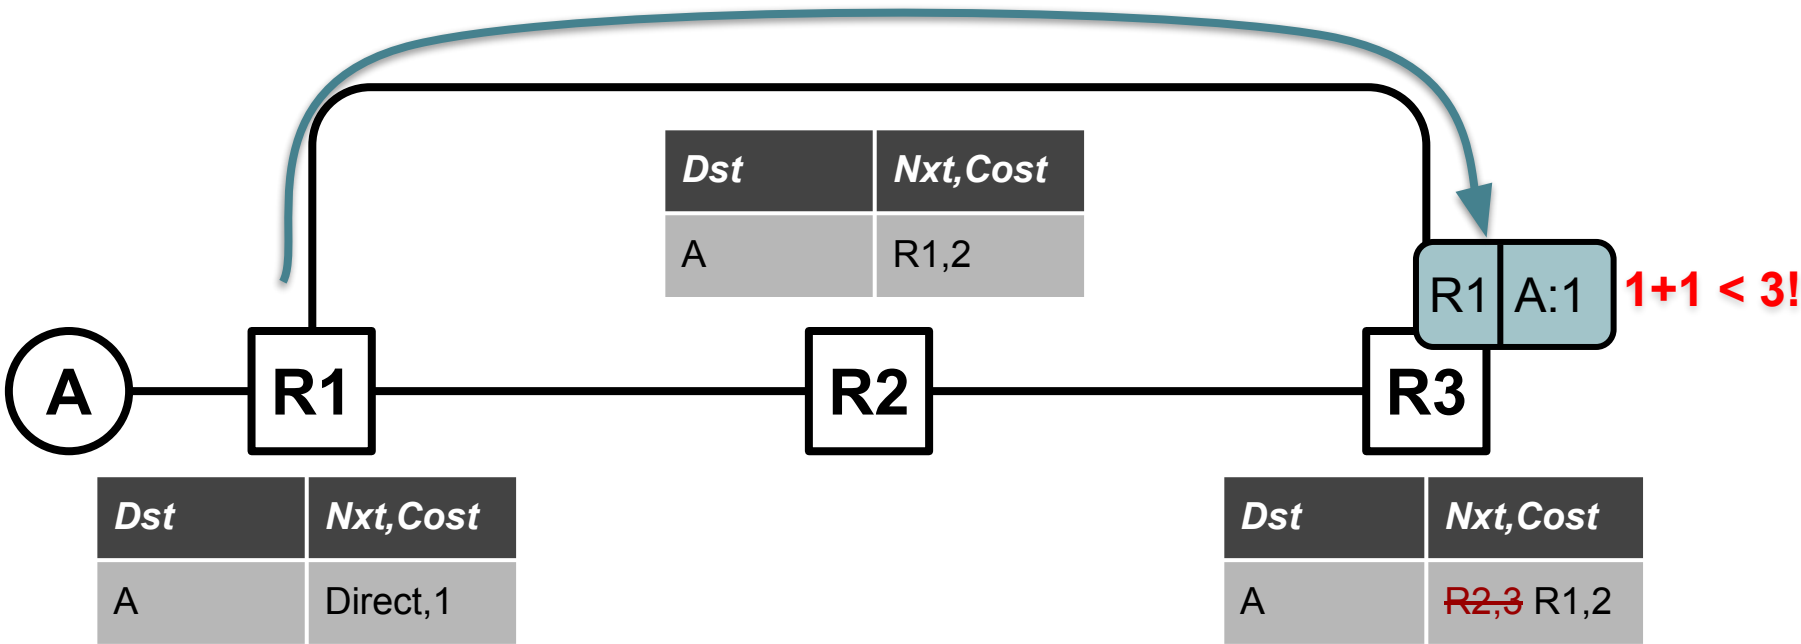 Dst Nxt,Cost
A R1,2
R1 A:1 1+1 < 3!
A R1 R2 R3
Dst Nxt,Cost
A Direct,1
Dst Nxt,Cost
A R2,3 R1,2